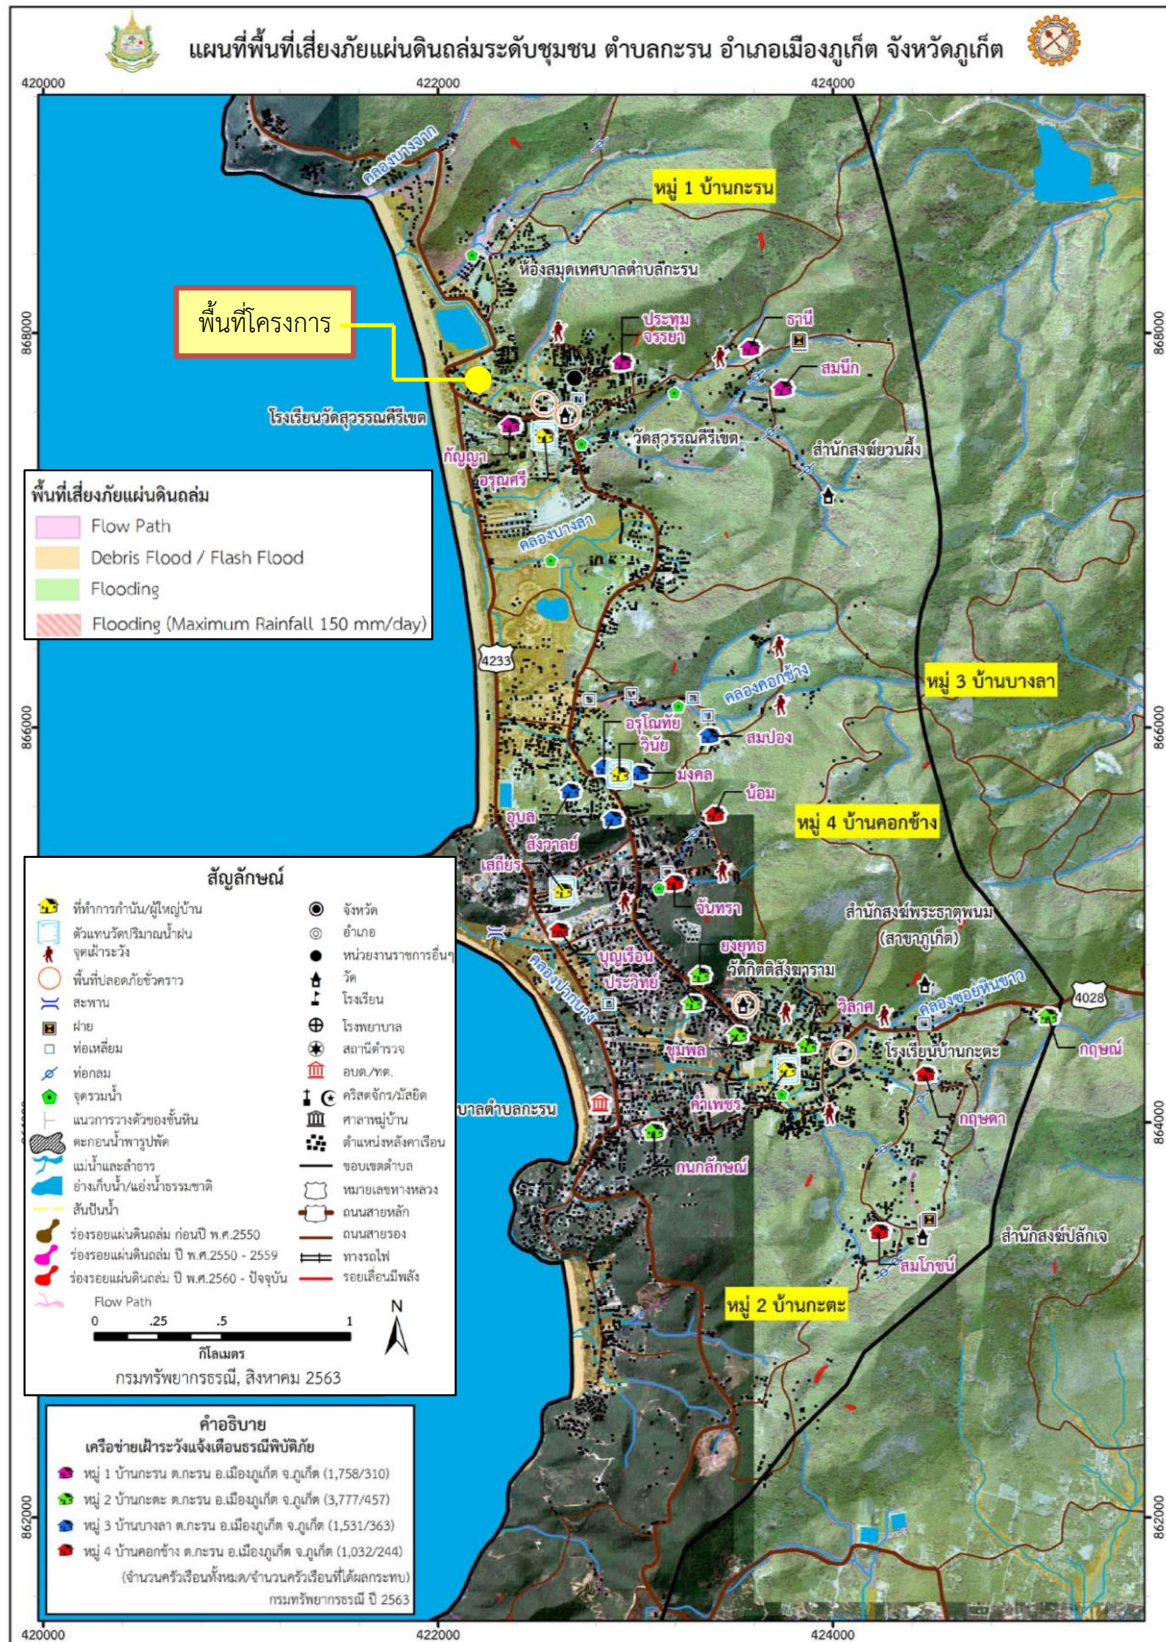 แผนที่พื้นที่เสี่ยงภัยแผ่นดินถล่มระดับชุมชน ตำบลกะรน อำเภอเมืองภูเก็ต จังหวัดภูเก็ต
420000
422000
424000
คลองบางจาก
หมู่ 1 บ้านกะรน
ห้องสมุดเทศบาลตำบลกะรน
868000
868000
พื้นที่โครงการ
ประทุม
จรรยา
ธานี
สมนึก
โรงเรียนวัดสุวรรณคีรีเขต
กัญญา
อรุณศรี
วัดสุวรรณคีรีเขต
สำนักสงฆ์ยวนผึ้ง
คลองบางลา
พื้นที่เสี่ยงภัยแผ่นดินถล่ม
Flow Path
Debris Flood / Flash Flood
Flooding
Flooding (Maximum Rainfall 150 mm/day)
4233
คลองคอกช้าง
หมู่ 3 บ้านบางลา
866000
866000
อรุโณทัย
วินัย
สมปอง
มงคล
น้อม
อุบล
สังวาลย์
หมู่ 4 บ้านคอกช้าง
เสถียร
จันทรา
สำนักสงฆ์พระธาตุพนม
(สาขาภูเก็ต)
บุญเรือน
ประวิทย์
ยงยุทธ
วัดกิตติสังฆาราม
คลองปากบาง
วิลาศ
คลองซอยหินขาว
4028
ชุมพล
โรงเรียนบ้านกะตะ
กฤษณ์
คำเพชร
กฤษดา
บาลตำบลกะรน
864000
กนกลักษณ์
สมโภชน์
สำนักสงฆ์ปลักเจ
หมู่ 2 บ้านกะตะ
สัญลักษณ์
ที่ทำการกำนัน/ผู้ใหญ่บ้าน
ตัวแทนวัดปริมาณน้ำฝน
จุดเฝ้าระวัง
พื้นที่ปลอดภัยชั่วคราว
สะพาน
ฝาย
ท่อเหลี่ยม
ท่อกลม
จุดรวมน้ำ
แนวการวางตัวของชั้นหิน
ตะกอนน้ำพารูปพัด
แม่น้ำและลำธาร
อ่างเก็บน้ำ/แอ่งน้ำธรรมชาติ
สันปันน้ำ
ร่องรอยแผ่นดินถล่ม ก่อนปี พ.ศ.2550
ร่องรอยแผ่นดินถล่ม ปี พ.ศ.2550 - 2559
ร่องรอยแผ่นดินถล่ม ปี พ.ศ.2560 - ปัจจุบัน
Flow Path
จังหวัด
อำเภอ
หน่วยงานราชการอื่นๆ
วัด
โรงเรียน
โรงพยาบาล
สถานีตำรวจ
อบต./ทต.
คริสตจักร/มัสยิด
ศาลาหมู่บ้าน
ตำแหน่งหลังคาเรือน
ขอบเขตตำบล
หมายเลขทางหลวง
ถนนสายหลัก
ถนนสายรอง
ทางรถไฟ
รอยเลื่อนมีพลัง
0 .25 .5 1
กิโลเมตร
N
กรมทรัพยากรธรณี, สิงหาคม 2563
คำอธิบาย
เครือข่ายเฝ้าระวังแจ้งเตือนธรณีพิบัติภัย
หมู่ 1 บ้านกะรน ต.กะรน อ.เมืองภูเก็ต จ.ภูเก็ต (1,758/310)
หมู่ 2 บ้านกะตะ ต.กะรน อ.เมืองภูเก็ต จ.ภูเก็ต (3,777/457)
หมู่ 3 บ้านบางลา ต.กะรน อ.เมืองภูเก็ต จ.ภูเก็ต (1,531/363)
หมู่ 4 บ้านคอกช้าง ต.กะรน อ.เมืองภูเก็ต จ.ภูเก็ต (1,032/244)
(จำนวนครัวเรือนทั้งหมด/จำนวนครัวเรือนที่ได้ผลกระทบ)
กรมทรัพยากรธรณี ปี 2563
862000
862000
420000
422000
424000